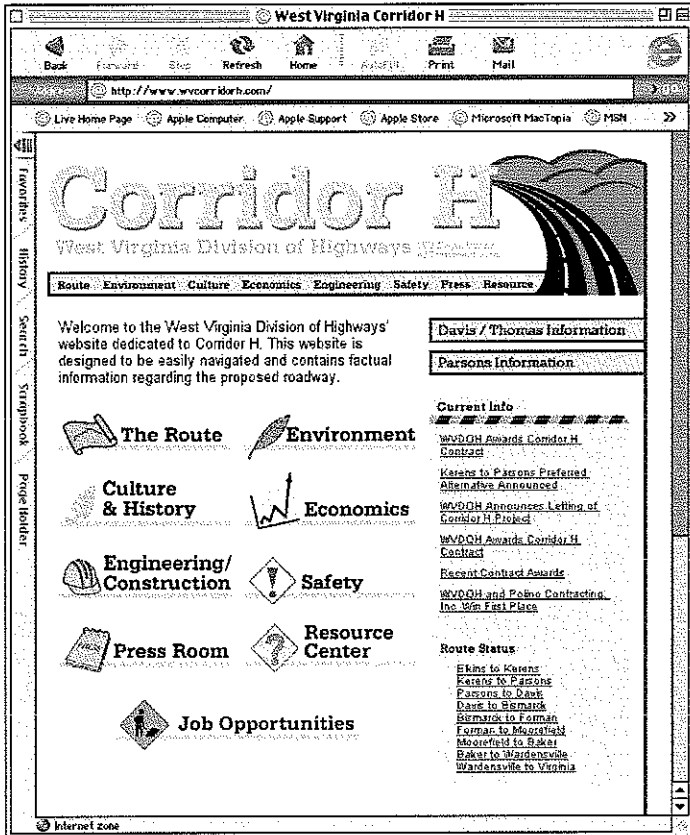 West Virginia Corridor H
Back Forward Stop Refresh Home AutoFill Print Mail
http://www.wvcorridorh.com/
Live Home Page Apple Computer Apple Support Apple Store Microsoft MacTopia MSN »
Favorites
History
Search
Scrapbook
Page Holder
Corridor H
West Virginia Division of Highways
Route Environment Culture Economics Engineering Safety Press Resource
Welcome to the West Virginia Division of Highways'
website dedicated to Corridor H. This website is
designed to be easily navigated and contains factual
information regarding the proposed roadway.
The Route
Environment
Culture
& History
Economics
Engineering/
Construction
Safety
Press Room
Resource
Center
Job Opportunities
Davis / Thomas Information
Parsons Information
Current Info
WVDOH Awards Corridor H
Contract
Kerens to Parsons Preferred
Alternative Announced
WVDOH Announces Letting of
Corridor H Project
WVDOH Awards Corridor H
Contract
Recent Contract Awards
WVDOH and Polino Contracting,
Inc. Win First Place
Route Status
Elkins to Kerens
Kerens to Parsons
Parsons to Davis
Davis to Bismarck
Bismarck to Forman
Forman to Moorefield
Moorefield to Baker
Baker to Wardensville
Wardensville to Virginia
Internet zone